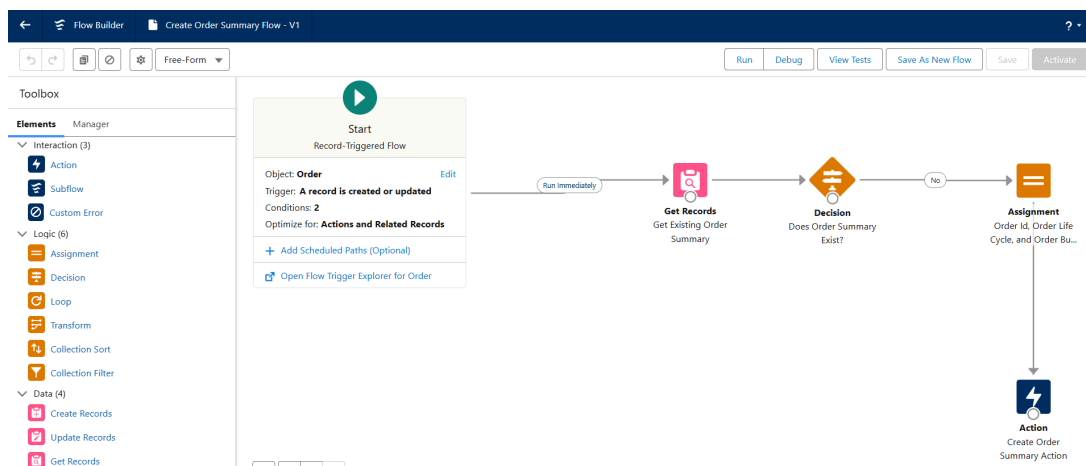 Flow Builder
Create Order Summary Flow - V1
?
Free-Form
Run
Debug
View Tests
Save As New Flow
Save
Activate
Toolbox
Elements
Manager
Interaction (3)
Action
Subflow
Custom Error
Logic (6)
Assignment
Decision
Loop
Transform
Collection Sort
Collection Filter
Data (4)
Create Records
Update Records
Get Records
Start
Record-Triggered Flow
Object: Order
Edit
Trigger: A record is created or updated
Conditions: 2
Optimize for: Actions and Related Records
+ Add Scheduled Paths (Optional)
Open Flow Trigger Explorer for Order
Run Immediately
Get Records
Get Existing Order
Summary
Decision
Does Order Summary
Exist?
No
Assignment
Order Id, Order Life
Cycle, and Order Bu...
Action
Create Order
Summary Action